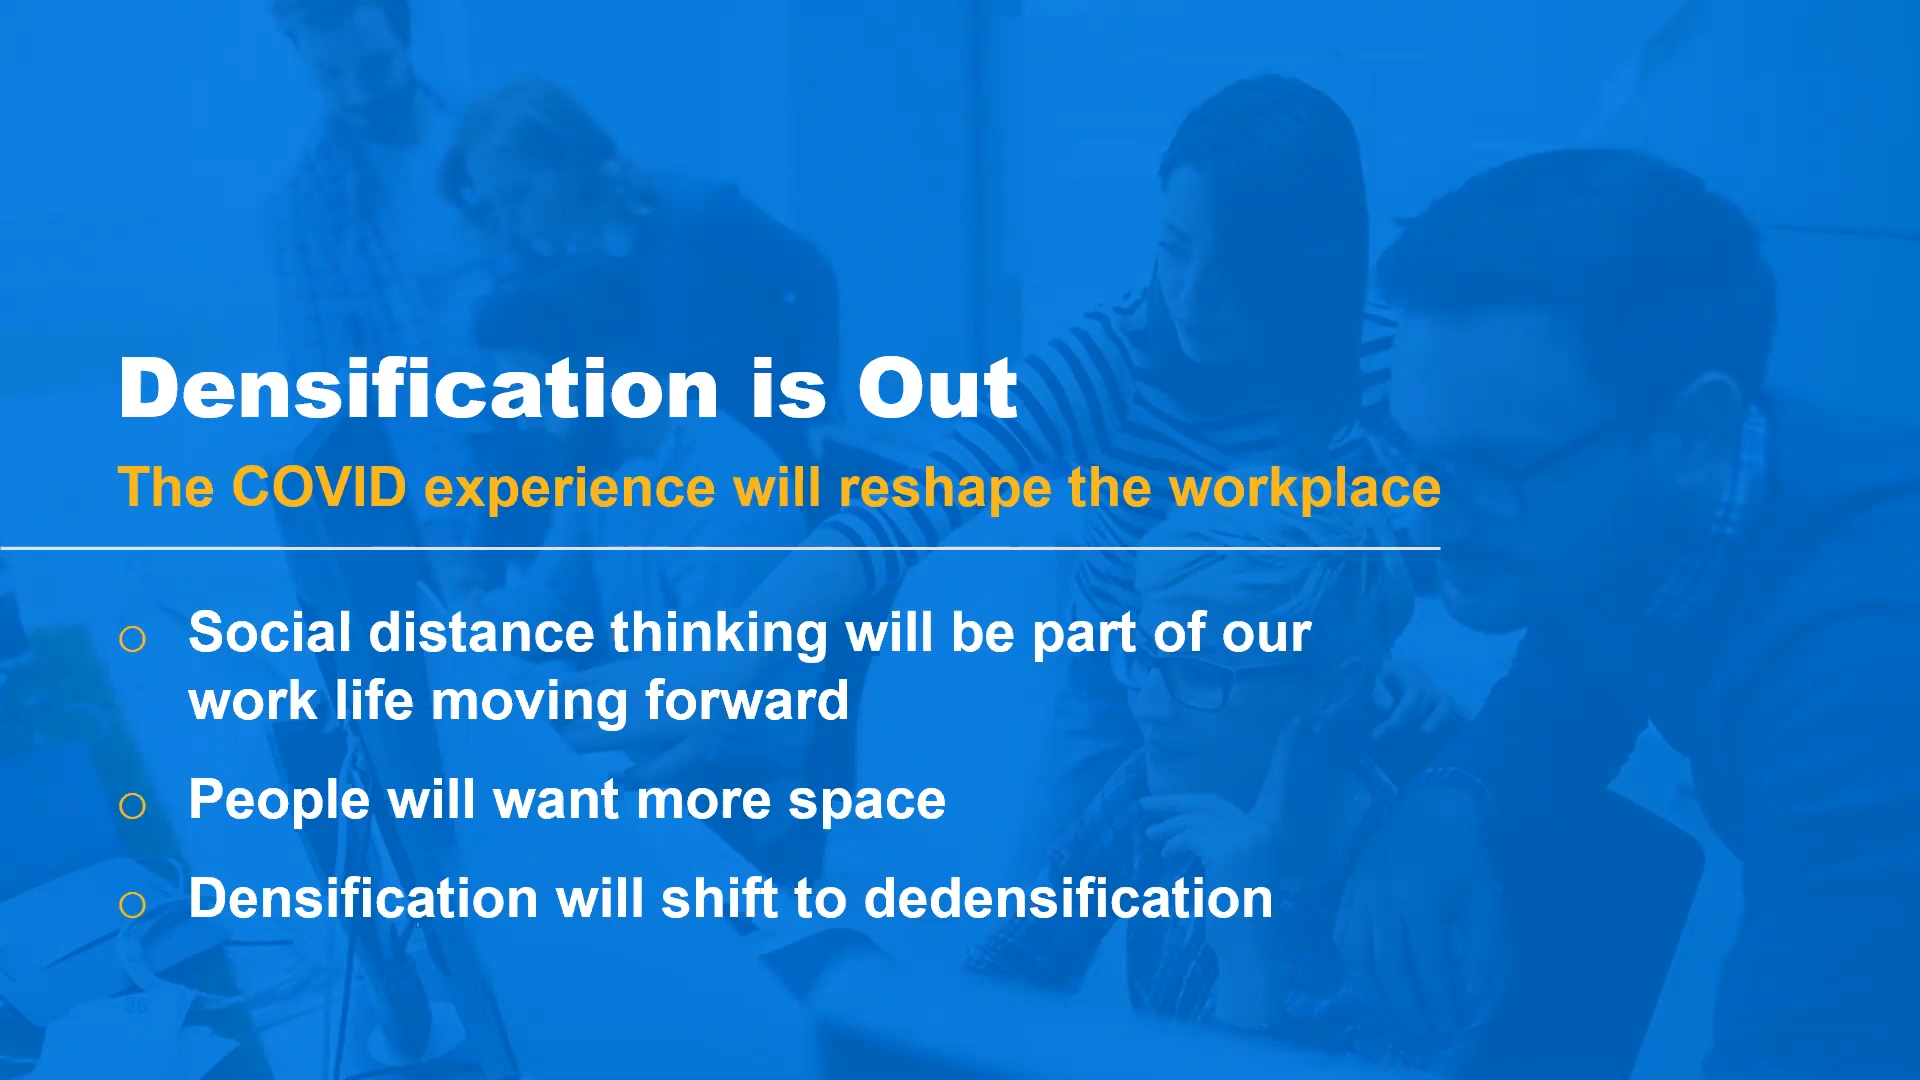 Densification is Out
The COVID experience will reshape the workplace
Social distance thinking will be part of our
work life moving forward
People will want more space
Densification will shift to dedensification
26